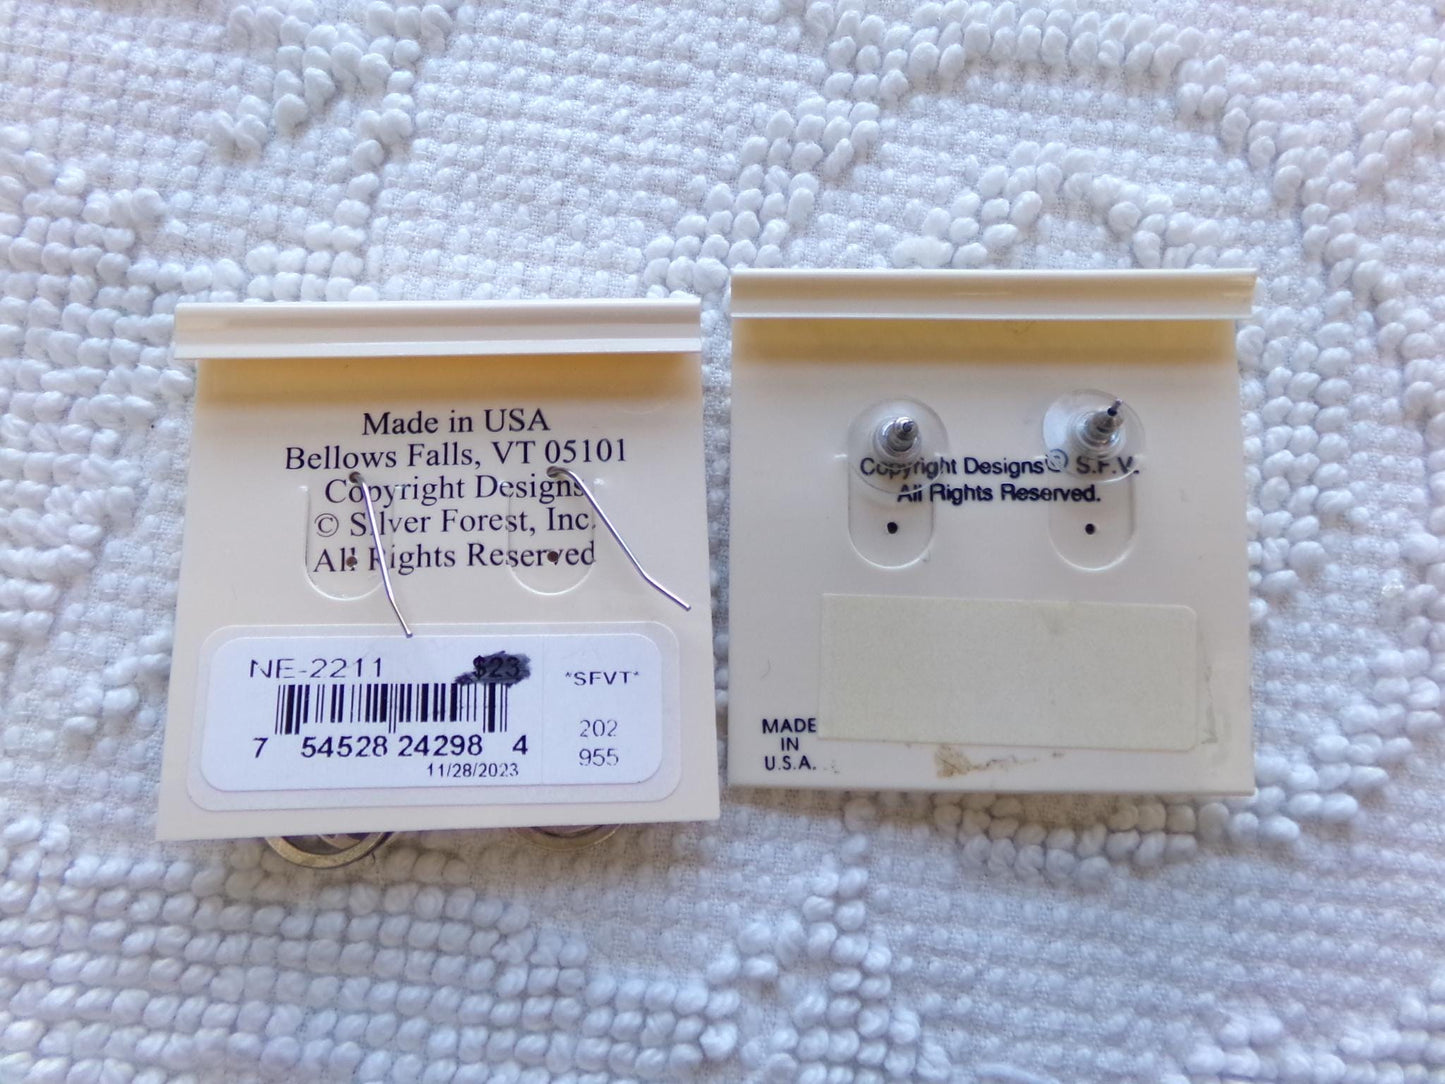 Made in USA
Bellows Falls, VT 05101
Copyright Designs
© Silver Forest, Inc.
All Rights Reserved
NE-2211 $23
*SFVT*
202
955
7 54528 24298 4
11/28/2023
Copyright Designs © S.F.V.
All Rights Reserved.
MADE
IN
U.S.A.